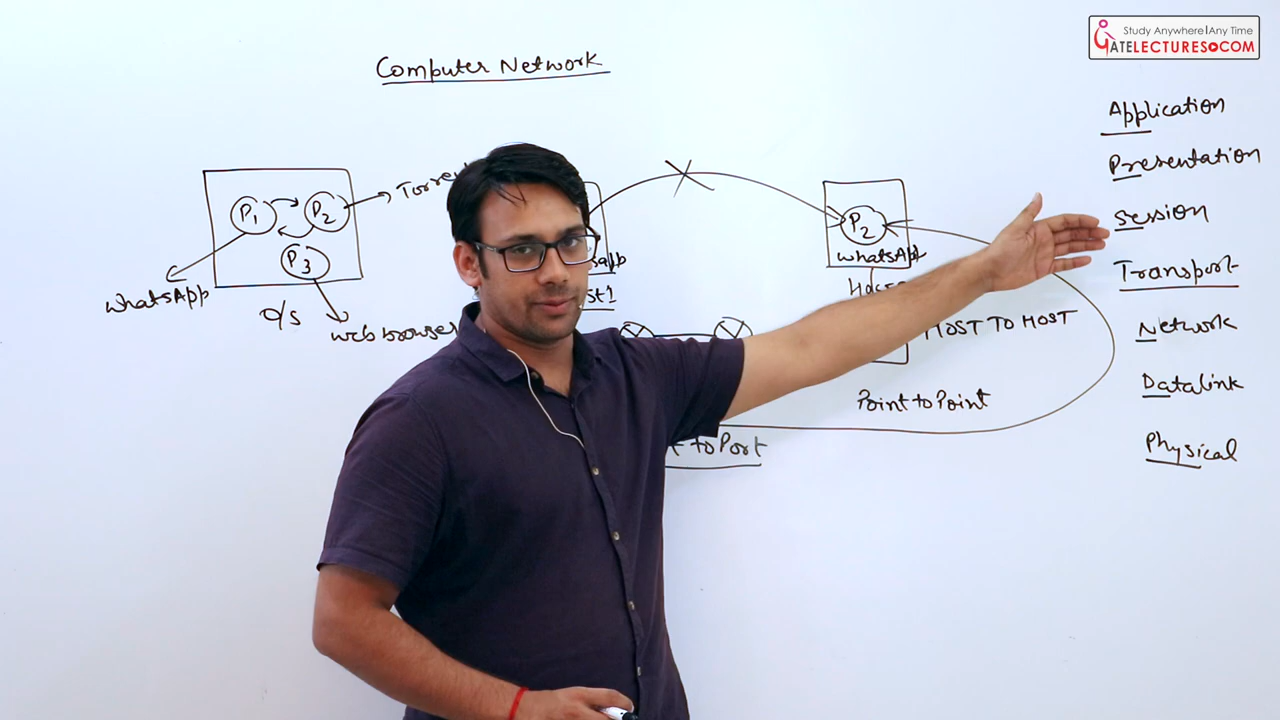 Study Anywhere | Any Time
GATELECTURES.COM
Computer Network
Application
Presentation
Session
Transport
Network
Datalink
Physical
P1
P2
P3
WhatsApp
O/S
web browser
P2
WhatsApp
HOST TO HOST
Point to Point
to Port